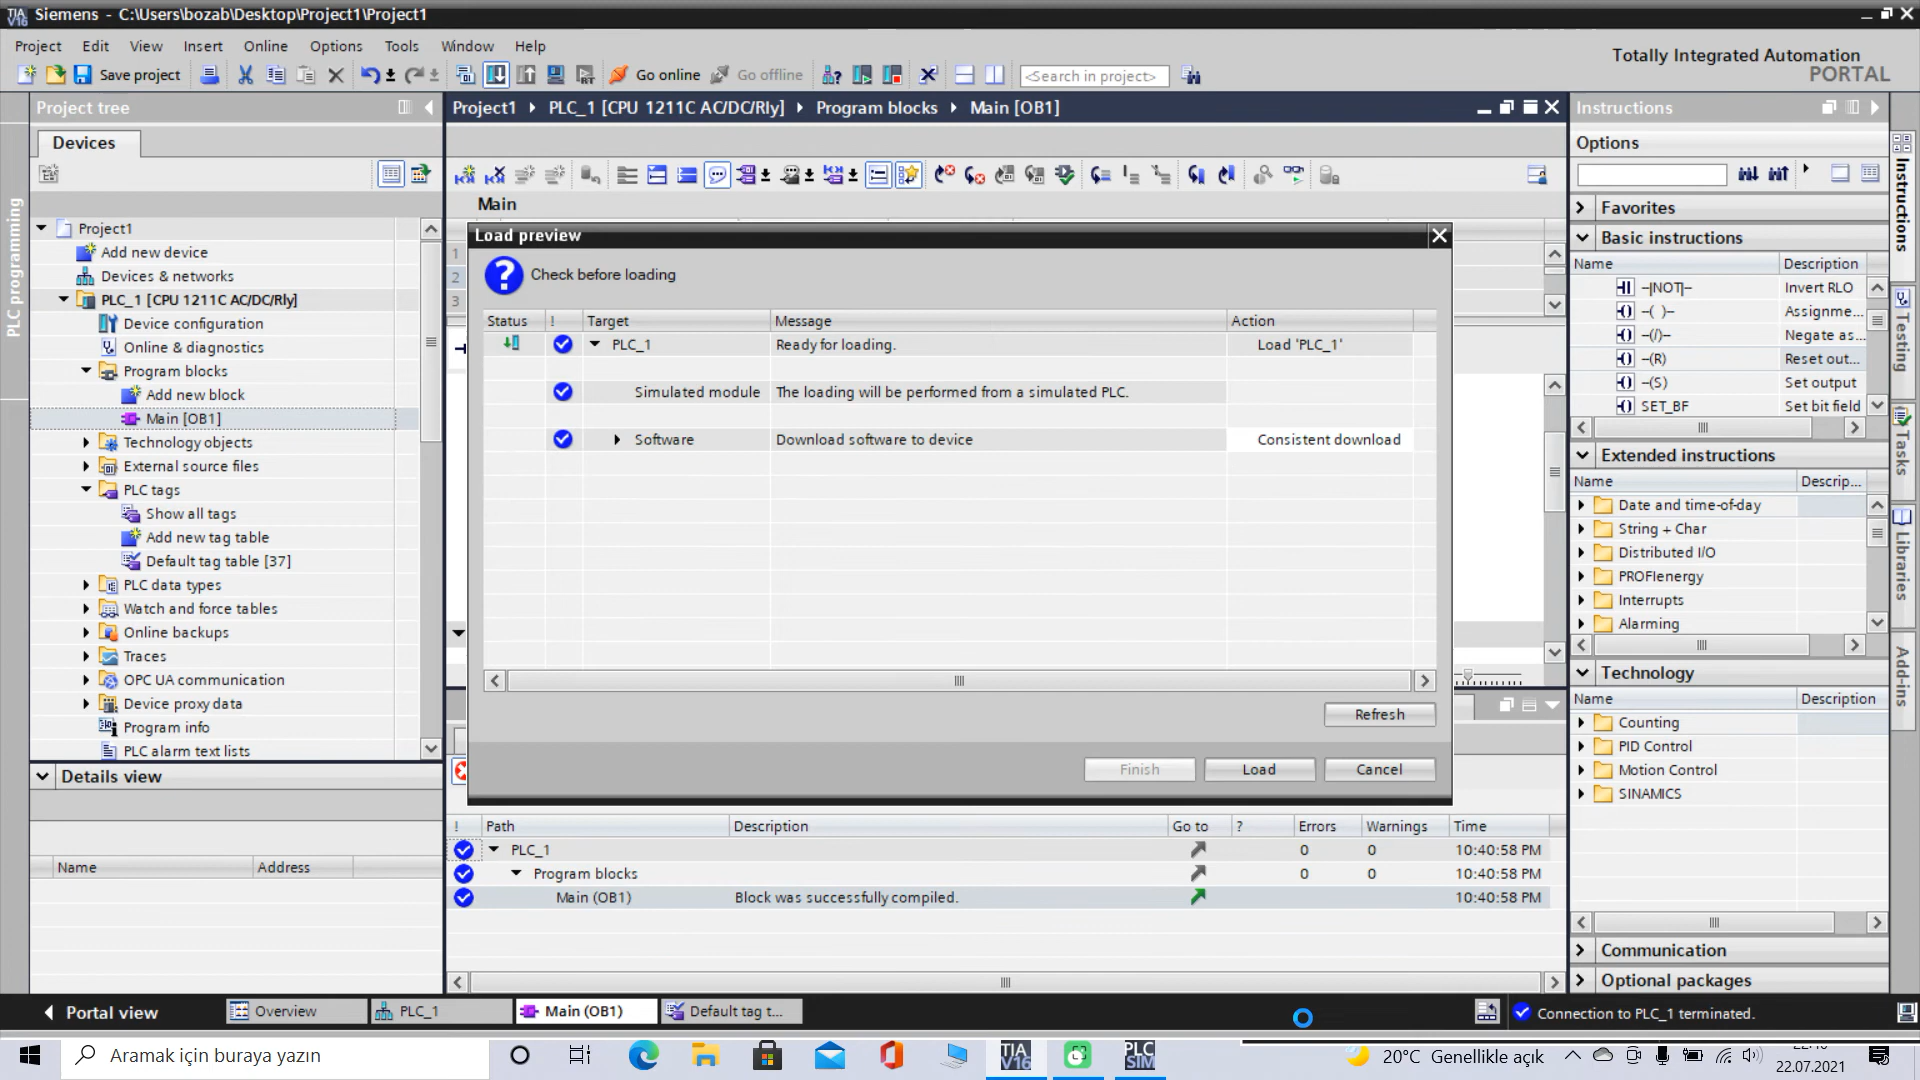 Siemens - C:\Users\bozab\Desktop\Project1\Project1
Project Edit View Insert Online Options Tools Window Help
Totally Integrated Automation
PORTAL
Save project
Go online
Go offline
<Search in project>
Project tree
Project1 PLC_1 [CPU 1211C AC/DC/Rly] Program blocks Main [OB1]
Instructions
Devices
Options
PLC programming
Main
Project1
Add new device
Devices & networks
PLC_1 [CPU 1211C AC/DC/Rly]
Device configuration
Online & diagnostics
Program blocks
Add new block
Main [OB1]
Technology objects
External source files
PLC tags
Show all tags
Add new tag table
Default tag table [37]
PLC data types
Watch and force tables
Online backups
Traces
OPC UA communication
Device proxy data
Program info
PLC alarm text lists
Details view
Name Address
1
2
3
Load preview
Check before loading
Status ! Target Message Action
PLC_1 Ready for loading. Load 'PLC_1'
Simulated module The loading will be performed from a simulated PLC.
Software Download software to device Consistent download
Refresh
Finish Load Cancel
! Path Description Go to ? Errors Warnings Time
PLC_1 0 0 10:40:58 PM
Program blocks 0 0 10:40:58 PM
Main (OB1) Block was successfully compiled. 10:40:58 PM
Favorites
Basic instructions
Name Description
-|NOT|- Invert RLO
-( )- Assignme...
-(/)- Negate as...
-(R) Reset out...
-(S) Set output
SET_BF Set bit field
Extended instructions
Name Descrip...
Date and time-of-day
String + Char
Distributed I/O
PROFIenergy
Interrupts
Alarming
Technology
Name Description
Counting
PID Control
Motion Control
SINAMICS
Communication
Optional packages
Instructions
Testing
Tasks
Libraries
Add-ins
Portal view
Overview
PLC_1
Main (OB1)
Default tag t...
Connection to PLC_1 terminated.
Aramak için buraya yazın
TIA V16
PLC SIM
20°C Genellikle açık
22.07.2021